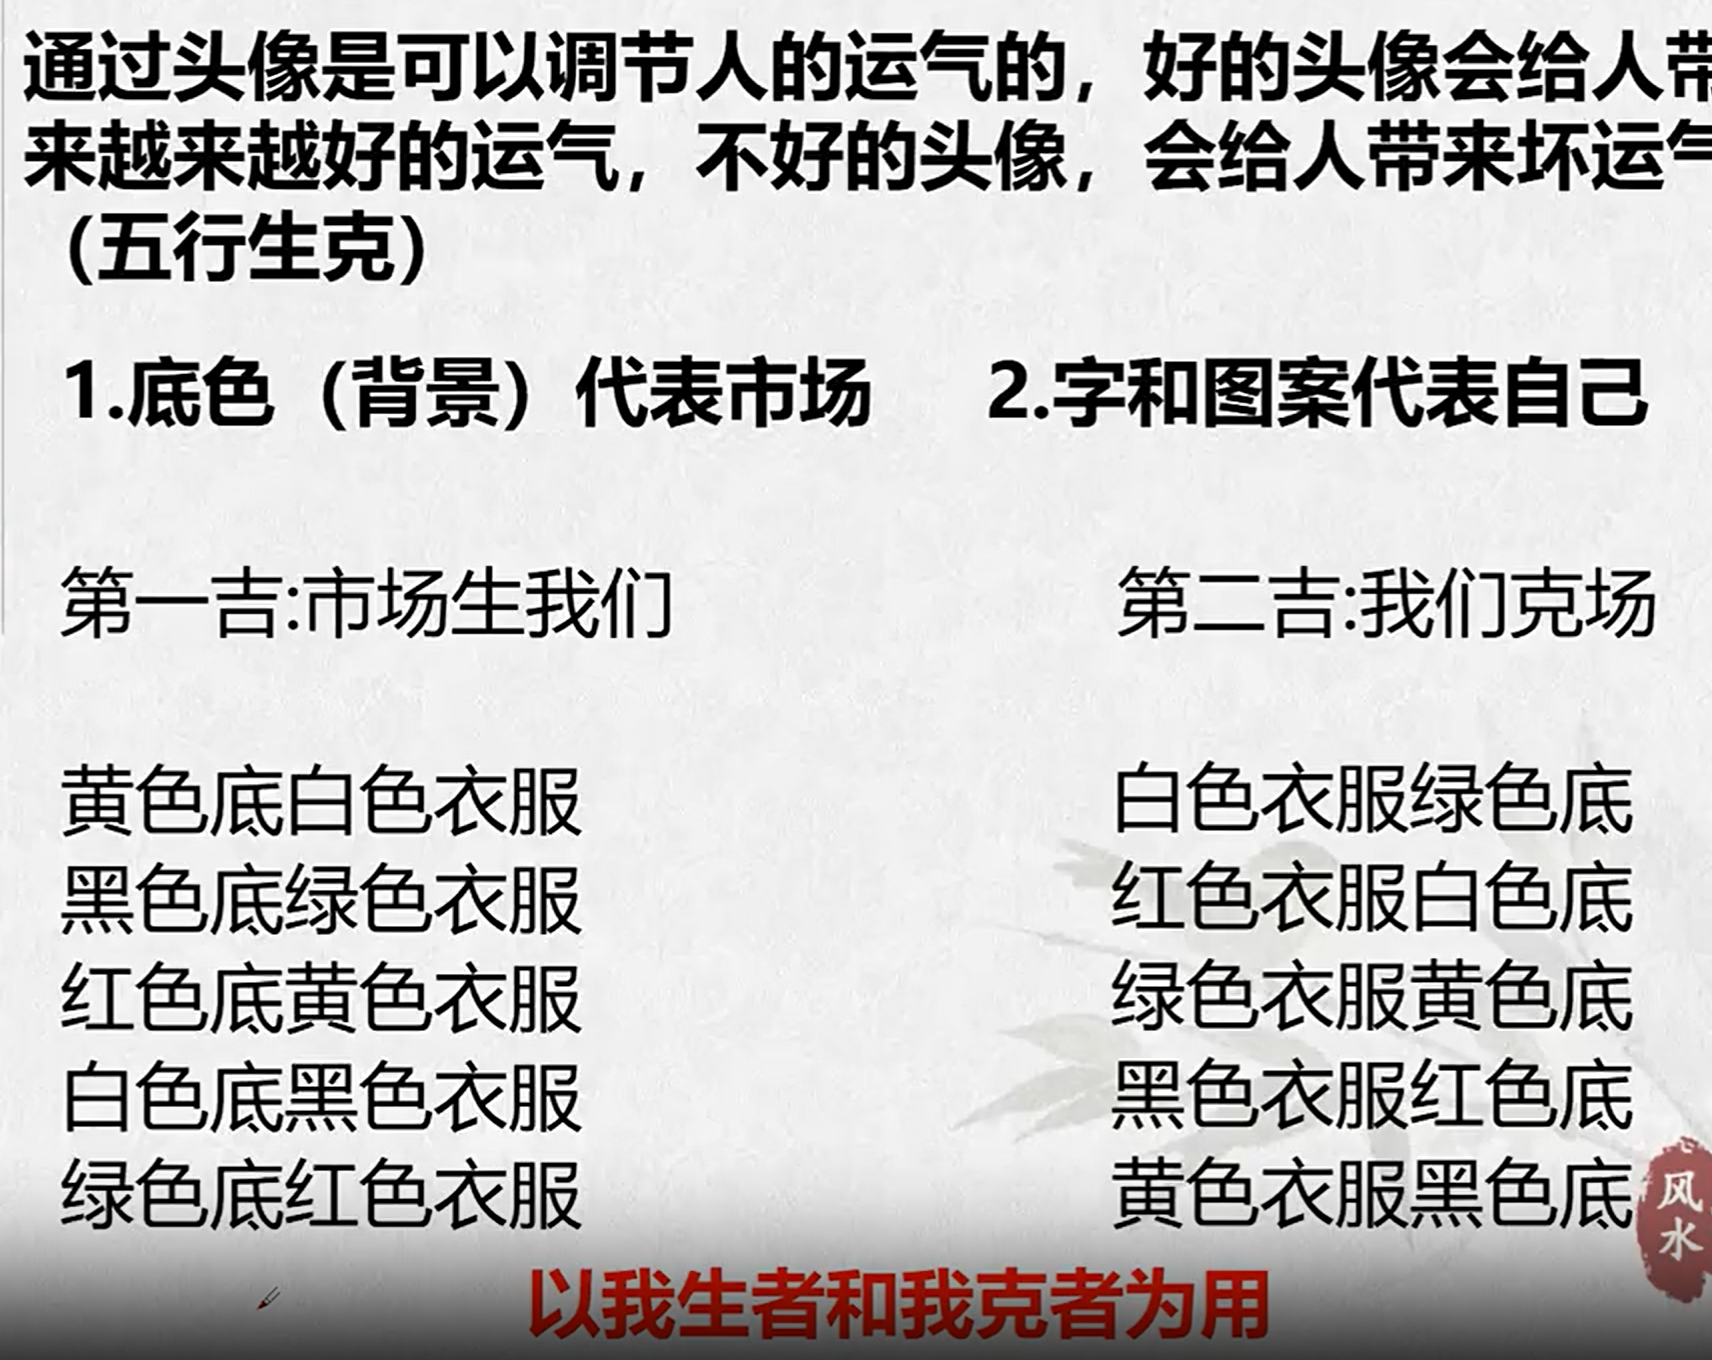 通过头像是可以调节人的运气的，好的头像会给人带
来越来越好的运气，不好的头像，会给人带来坏运气
（五行生克）
1.底色（背景）代表市场 2.字和图案代表自己
第一吉:市场生我们 第二吉:我们克场
黄色底白色衣服 白色衣服绿色底
黑色底绿色衣服 红色衣服白色底
红色底黄色衣服 绿色衣服黄色底
白色底黑色衣服 黑色衣服红色底
绿色底红色衣服 黄色衣服黑色底
风水
以我生者和我克者为用